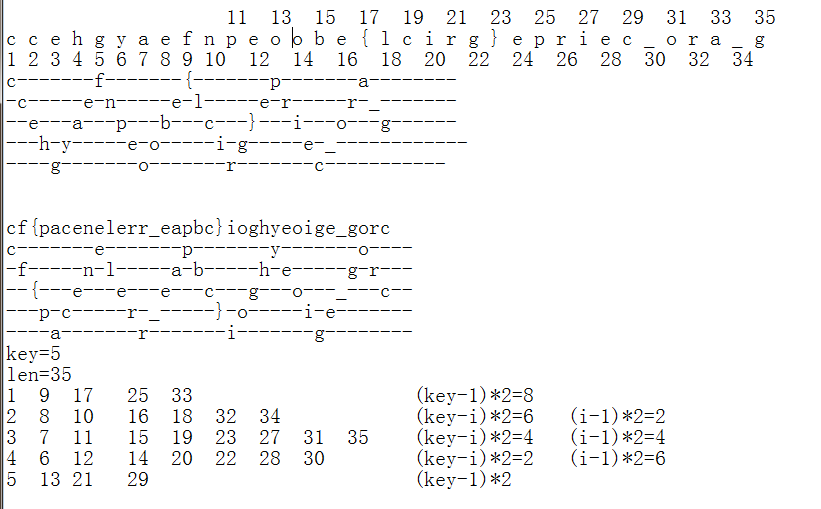 11 13 15 17 19 21 23 25 27 29 31 33 35
c c e h g y a e f n p e o o b e { l c i r g } e p r i e c _ o r a _ g
1 2 3 4 5 6 7 8 9 10 12 14 16 18 20 22 24 26 28 30 32 34
c-------f-------{-------p-------a--------
-c-----e-n-----e-l-----e-r-----r-_-------
--e---a---p---b---c---}---i---o---g------
---h-y-----e-o-----i-g-----e-_------------
----g-------o-------r-------c-----------
cf{pacenelerr_eapbc}ioghyeoige_gorc
c-------e-------p-------y-------o----
-f-----n-l-----a-b-----h-e-----g-r---
--{---e---e---e---c---g---o---_---c--
---p-c-----r-_-----}-o-----i-e-------
----a-------r-------i-------g--------
key=5
len=35
1 9 17 25 33 (key-1)*2=8
2 8 10 16 18 32 34 (key-i)*2=6 (i-1)*2=2
3 7 11 15 19 23 27 31 35 (key-i)*2=4 (i-1)*2=4
4 6 12 14 20 22 28 30 (key-i)*2=2 (i-1)*2=6
5 13 21 29 (key-1)*2